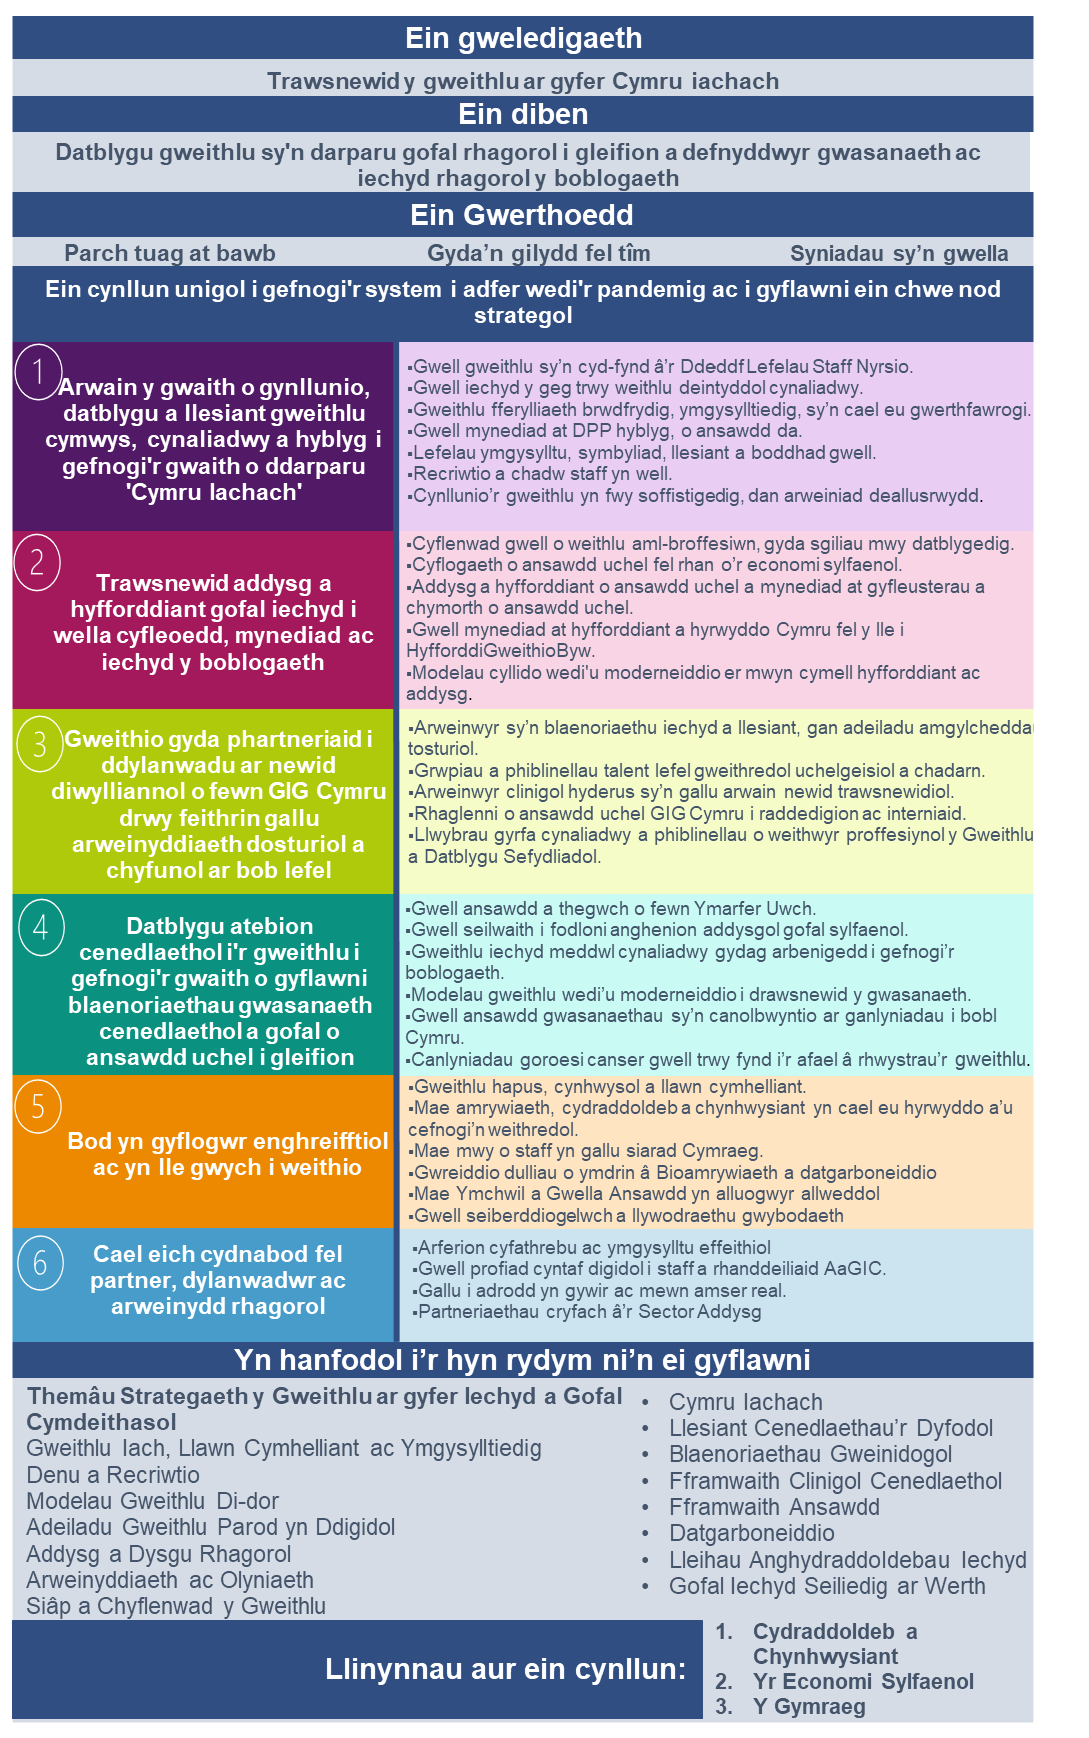 Ein gweledigaeth
Trawsnewid y gweithlu ar gyfer Cymru iachach
Ein diben
Datblygu gweithlu sy'n darparu gofal rhagorol i gleifion a defnyddwyr gwasanaeth ac
iechyd rhagorol y boblogaeth
Ein Gwerthoedd
Parch tuag at bawb
Gyda’n gilydd fel tîm
Syniadau sy’n gwella
Ein cynllun unigol i gefnogi'r system i adfer wedi'r pandemig ac i gyflawni ein chwe nod
strategol
1
Arwain y gwaith o gynllunio,
datblygu a llesiant gweithlu
cymwys, cynaliadwy a hyblyg i
gefnogi'r gwaith o ddarparu
'Cymru Iachach'
▪Gwell gweithlu sy’n cyd-fynd â’r Ddeddf Lefelau Staff Nyrsio.
▪Gwell iechyd y geg trwy weithlu deintyddol cynaliadwy.
▪Gweithlu fferylliaeth brwdfrydig, ymgysylltiedig, sy’n cael eu gwerthfawrogi.
▪Gwell mynediad at DPP hyblyg, o ansawdd da.
▪Lefelau ymgysylltu, symbyliad, llesiant a boddhad gwell.
▪Recriwtio a chadw staff yn well.
▪Cynllunio’r gweithlu yn fwy soffistigedig, dan arweiniad deallusrwydd.
2
Trawsnewid addysg a
hyfforddiant gofal iechyd i
wella cyfleoedd, mynediad ac
iechyd y boblogaeth
▪Cyflenwad gwell o weithlu aml-broffesiwn, gyda sgiliau mwy datblygedig.
▪Cyflogaeth o ansawdd uchel fel rhan o’r economi sylfaenol.
▪Addysg a hyfforddiant o ansawdd uchel a mynediad at gyfleusterau a
chymorth o ansawdd uchel.
▪Gwell mynediad at hyfforddiant a hyrwyddo Cymru fel y lle i
HyfforddiGweithioByw.
▪Modelau cyllido wedi'u moderneiddio er mwyn cymell hyfforddiant ac
addysg.
3
Gweithio gyda phartneriaid i
ddylanwadu ar newid
diwylliannol o fewn GIG Cymru
drwy feithrin gallu
arweinyddiaeth dosturiol a
chyfunol ar bob lefel
▪Arweinwyr sy’n blaenoriaethu iechyd a llesiant, gan adeiladu
tosturiol.
▪Grwpiau a phiblinellau talent lefel gweithredol uchelgeisiol a chadarn.
▪Arweinwyr clinigol hyderus sy’n gallu arwain newid trawsnewidiol.
▪Rhaglenni o ansawdd uchel GIG Cymru i raddedigion ac interniaid.
▪Llwybrau gyrfa cynaliadwy a phiblinellau o weithwyr proffesiynol y Gweithlu
a Datblygu Sefydliadol.
4
Datblygu atebion
cenedlaethol i'r gweithlu i
gefnogi'r gwaith o gyflawni
blaenoriaethau gwasanaeth
cenedlaethol a gofal o
ansawdd uchel i gleifion
▪Gwell ansawdd a thegwch o fewn Ymarfer Uwch.
▪Gwell seilwaith i fodloni anghenion addysgol gofal sylfaenol.
▪Gweithlu iechyd meddwl cynaliadwy gydag arbenigedd i gefnogi’r
boblogaeth.
▪Modelau gweithlu wedi’u moderneiddio i drawsnewid y gwasanaeth.
▪Gwell ansawdd gwasanaethau sy’n canolbwyntio ar ganlyniadau i bobl
Cymru.
▪Canlyniadau goroesi canser gwell trwy fynd i’r afael â rhwystrau’r gweithlu.
5
Bod yn gyflogwr enghreifftiol
ac yn lle gwych i weithio
▪Gweithlu hapus, cynhwysol a llawn cymhelliant.
▪Mae amrywiaeth, cydraddoldeb a chynhwysiant yn cael eu hyrwyddo a’u
cefnogi’n weithredol.
▪Mae mwy o staff yn gallu siarad Cymraeg.
▪Gwreiddio dulliau o ymdrin â Bioamrywiaeth a datgarboneiddio
▪Mae Ymchwil a Gwella Ansawdd yn alluogwyr allweddol
▪Gwell seiberddiogelwch a llywodraethu gwybodaeth
6
Cael eich cydnabod fel
partner, dylanwadwr ac
arweinydd rhagorol
▪Arferion cyfathrebu ac ymgysylltu effeithiol
▪Gwell profiad cyntaf digidol i staff a rhanddeiliaid AaGIC.
▪Gallu i adrodd yn gywir ac mewn amser real.
▪Partneriaethau cryfach â’r Sector Addysg
Yn hanfodol i’r hyn rydym ni’n ei gyflawni
Themâu Strategaeth y Gweithlu ar gyfer Iechyd a Gofal
Cymdeithasol
Gweithlu Iach, Llawn Cymhelliant ac Ymgysylltiedig
Denu a Recriwtio
Modelau Gweithlu Di-dor
Adeiladu Gweithlu Parod yn Ddigidol
Addysg a Dysgu Rhagorol
Arweinyddiaeth ac Olyniaeth
Siâp a Chyflenwad y Gweithlu
• Cymru Iachach
• Llesiant Cenedlaethau’r Dyfodol
• Blaenoriaethau Gweinidogol
• Fframwaith Clinigol Cenedlaethol
• Fframwaith Ansawdd
• Datgarboneiddio
• Lleihau Anghydraddoldebau Iechyd
• Gofal Iechyd Seiliedig ar Werth
Llinynnau aur ein cynllun:
1. Cydraddoldeb a
Chynhwysiant
2. Yr Economi Sylfaenol
3. Y Gymraeg